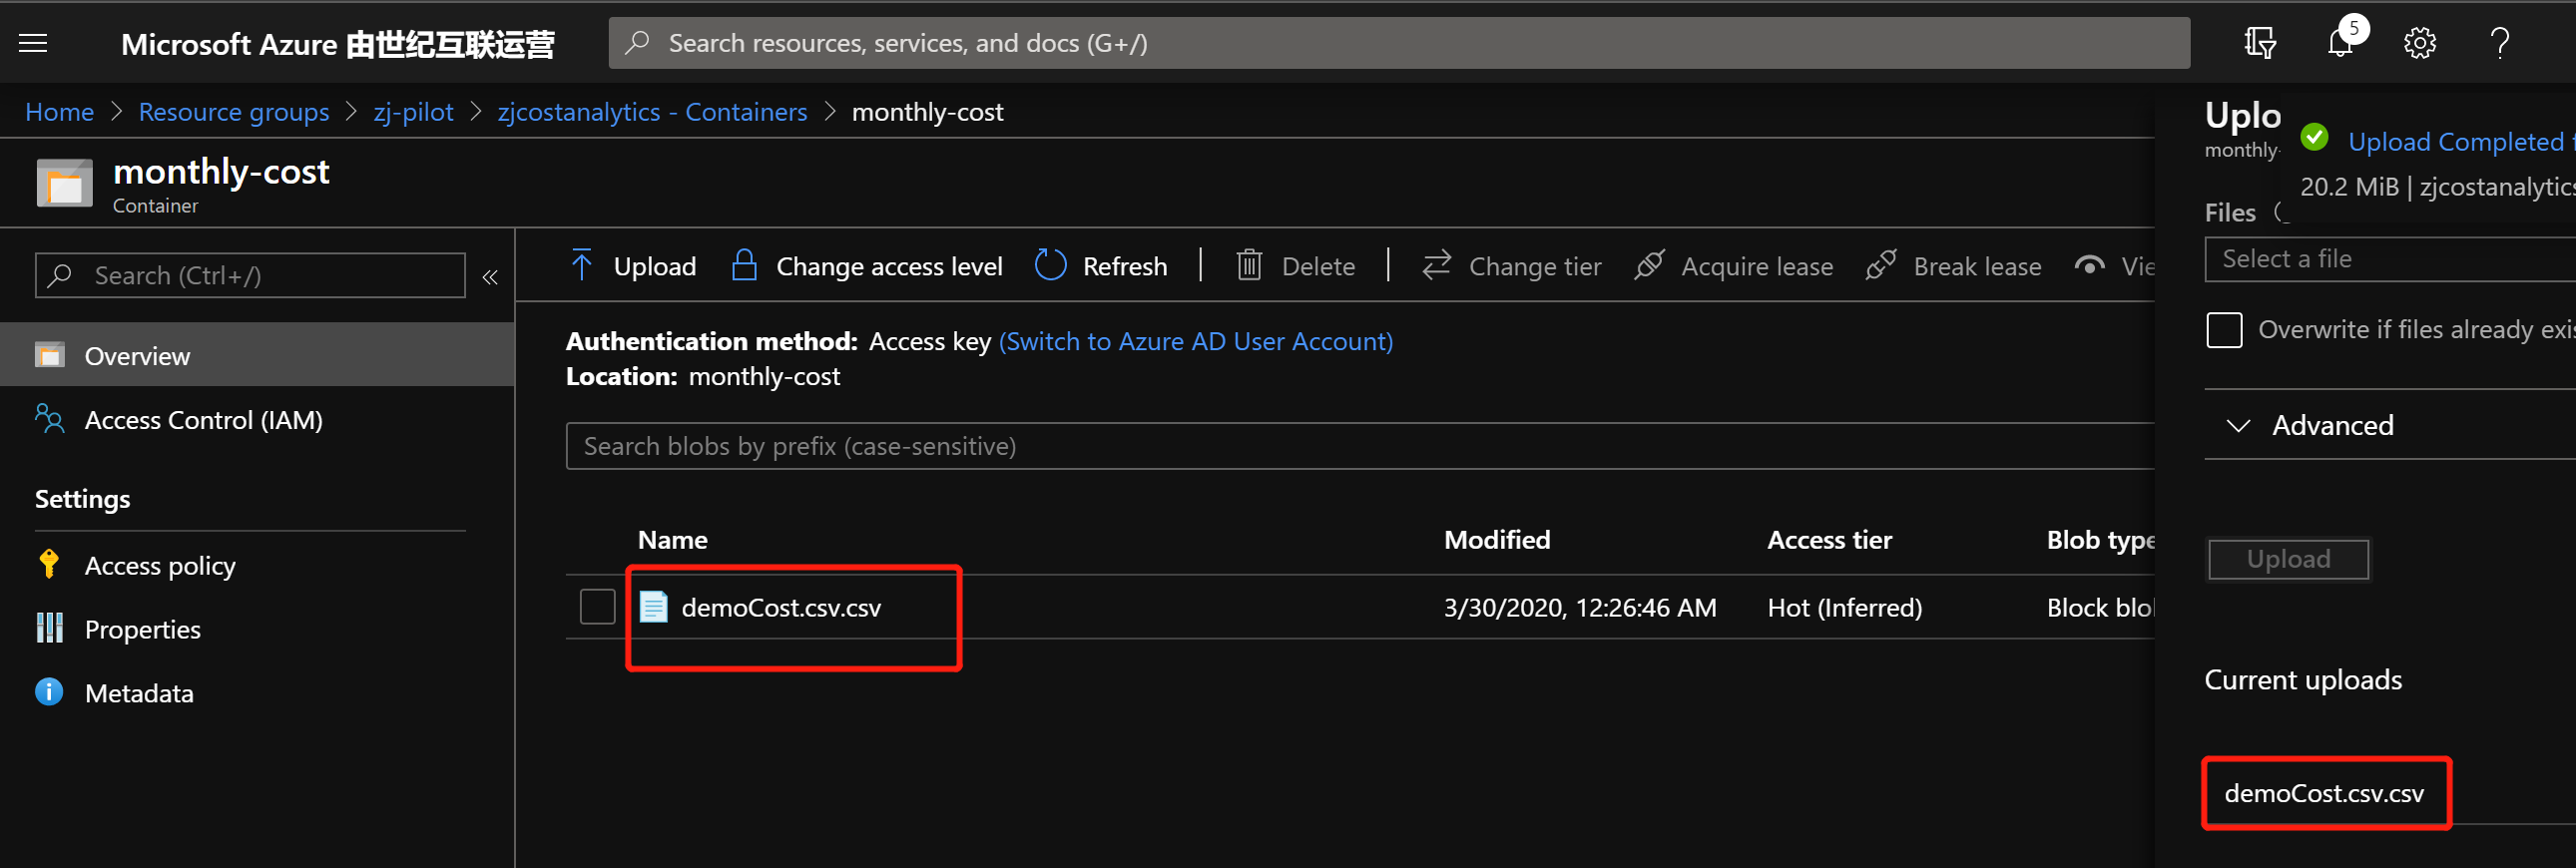 Microsoft Azure 由世纪互联运营
Search resources, services, and docs (G+/)
5
Home > Resource groups > zj-pilot > zjcostanalytics - Containers > monthly-cost
monthly-cost
Container
Search (Ctrl+/)
Overview
Access Control (IAM)
Settings
Access policy
Properties
Metadata
Upload
Change access level
Refresh
Delete
Change tier
Acquire lease
Break lease
Authentication method: Access key (Switch to Azure AD User Account)
Location: monthly-cost
Search blobs by prefix (case-sensitive)
Name Modified Access tier Blob type
demoCost.csv.csv 3/30/2020, 12:26:46 AM Hot (Inferred) Block
Uplo
monthly-
Upload Completed
20.2 MiB | zjcostanalytics
Files
Select a file
Overwrite if files already
Advanced
Upload
Current uploads
demoCost.csv.csv